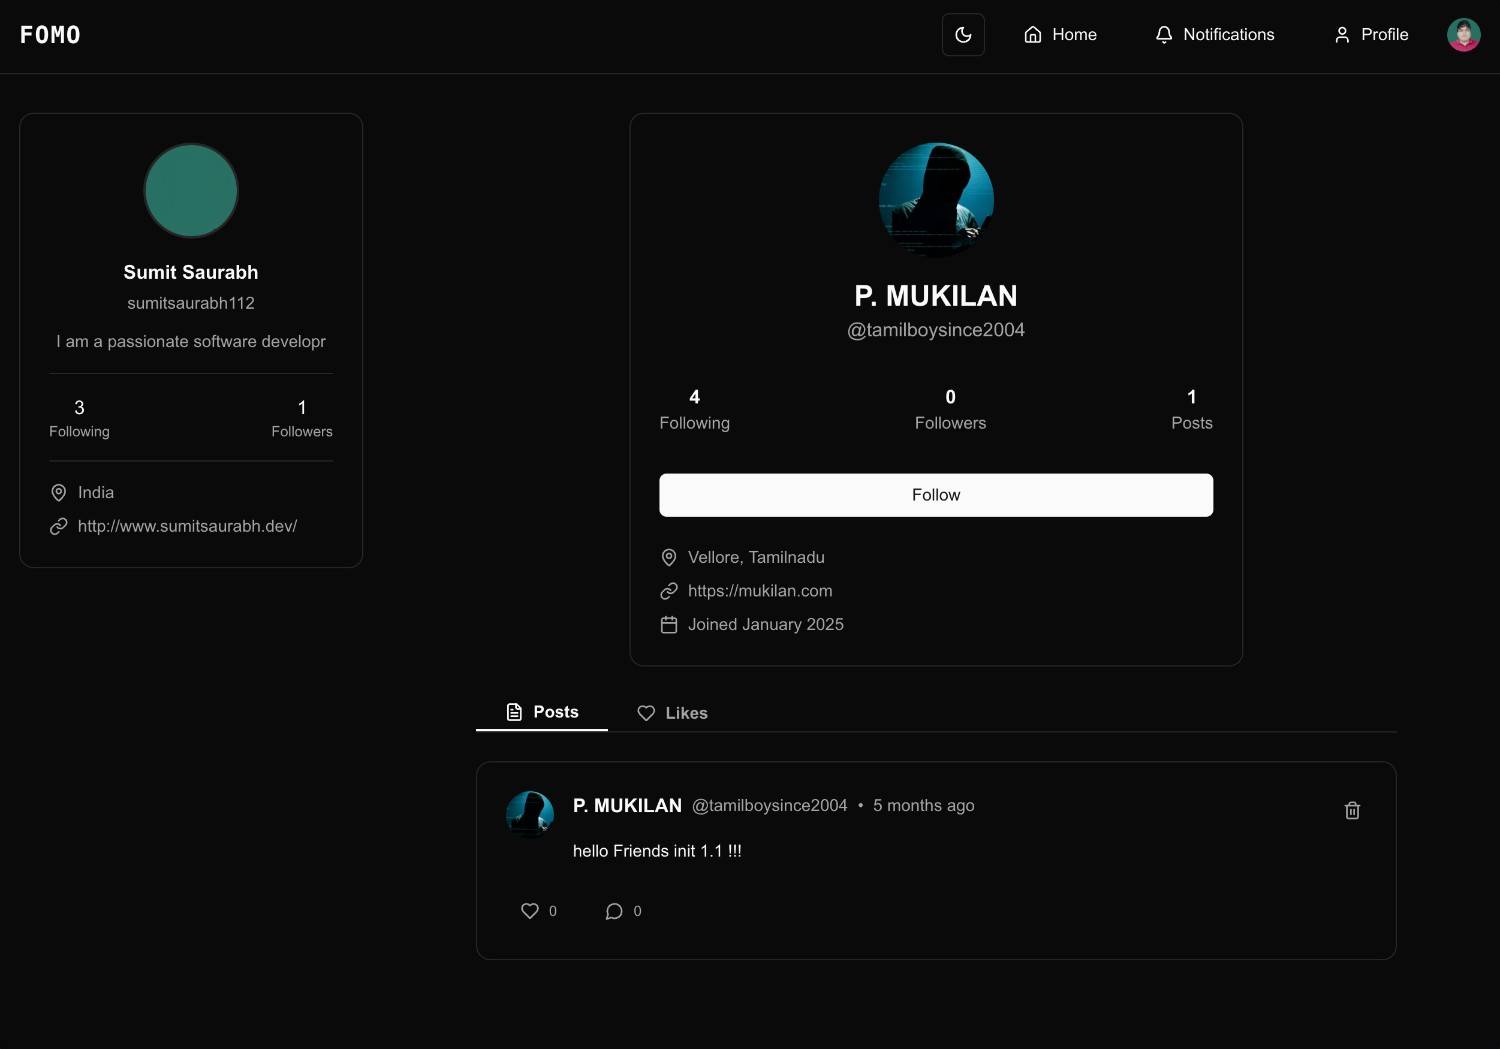 FOMO
Home
Notifications
Profile
Sumit Saurabh
sumitsaurabh112
I am a passionate software developr
3
Following
1
Followers
India
http://www.sumitsaurabh.dev/
P. MUKILAN
@tamilboysince2004
4
Following
0
Followers
1
Posts
Follow
Vellore, Tamilnadu
https://mukilan.com
Joined January 2025
Posts
Likes
P. MUKILAN @tamilboysince2004 • 5 months ago
hello Friends init 1.1 !!!
0
0